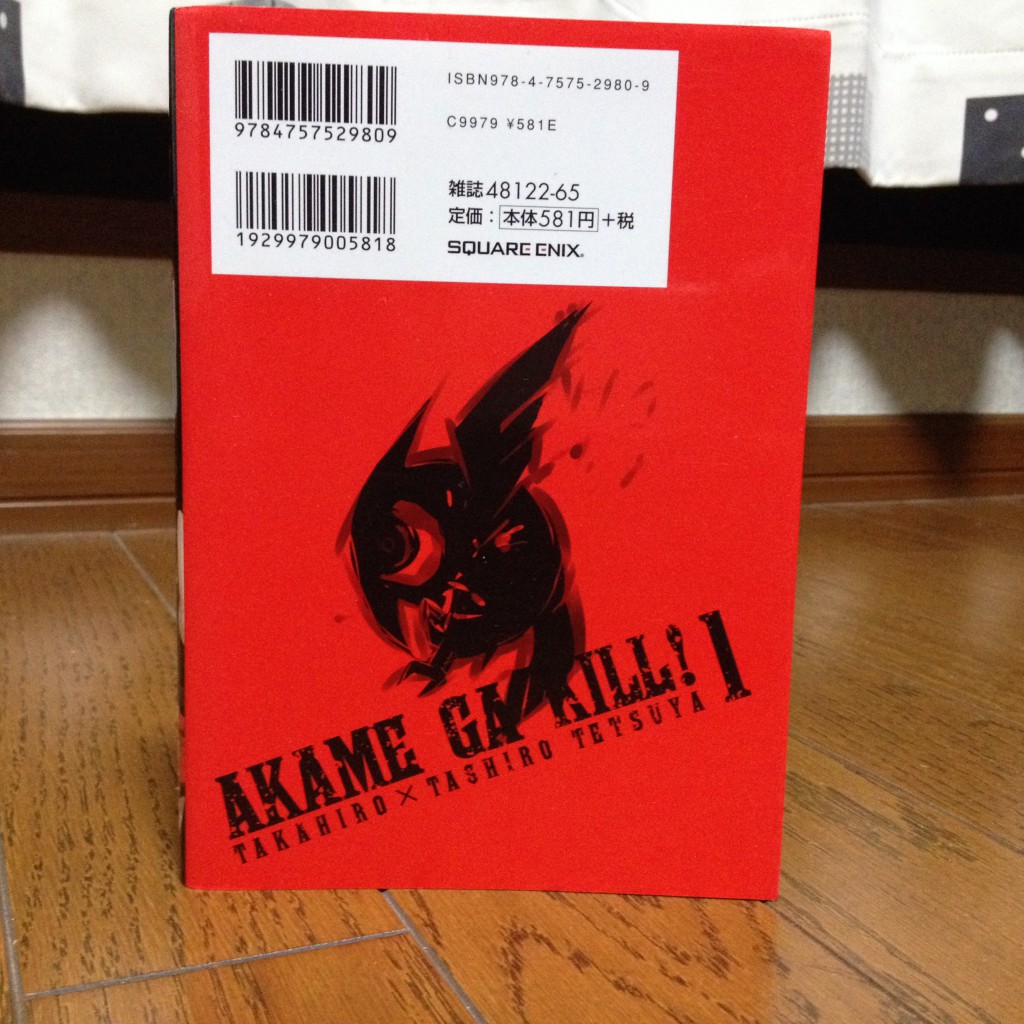 ISBN978-4-7575-2980-9
9784757529809
C9979 ¥581E
雑誌48122-65
定価：本体581円+税
1929979005818
SQUARE ENIX®
AKAME GA KILL! 1
TAKAHIRO×TASHIRO TETSUYA